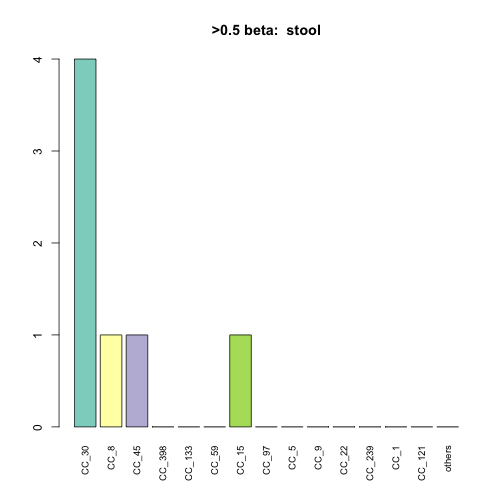 >0.5 beta:  stool
4
3
2
1
0
CC_30
CC_8
CC_45
CC_398
CC_133
CC_59
CC_15
CC_97
CC_5
CC_9
CC_22
CC_239
CC_1
CC_121
others